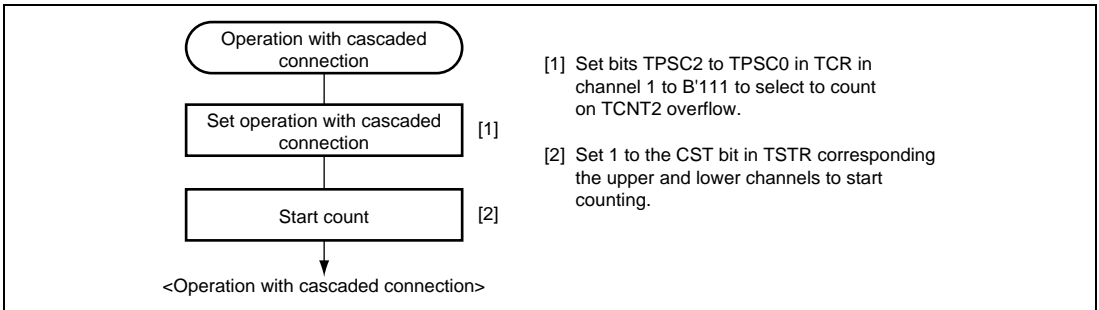 Operation with cascaded
connection
Set operation with cascaded
connection
[1]
Start count
[2]
<Operation with cascaded connection>
[1] Set bits TPSC2 to TPSC0 in TCR in
channel 1 to B'111 to select to count
on TCNT2 overflow.
[2] Set 1 to the CST bit in TSTR corresponding
the upper and lower channels to start
counting.